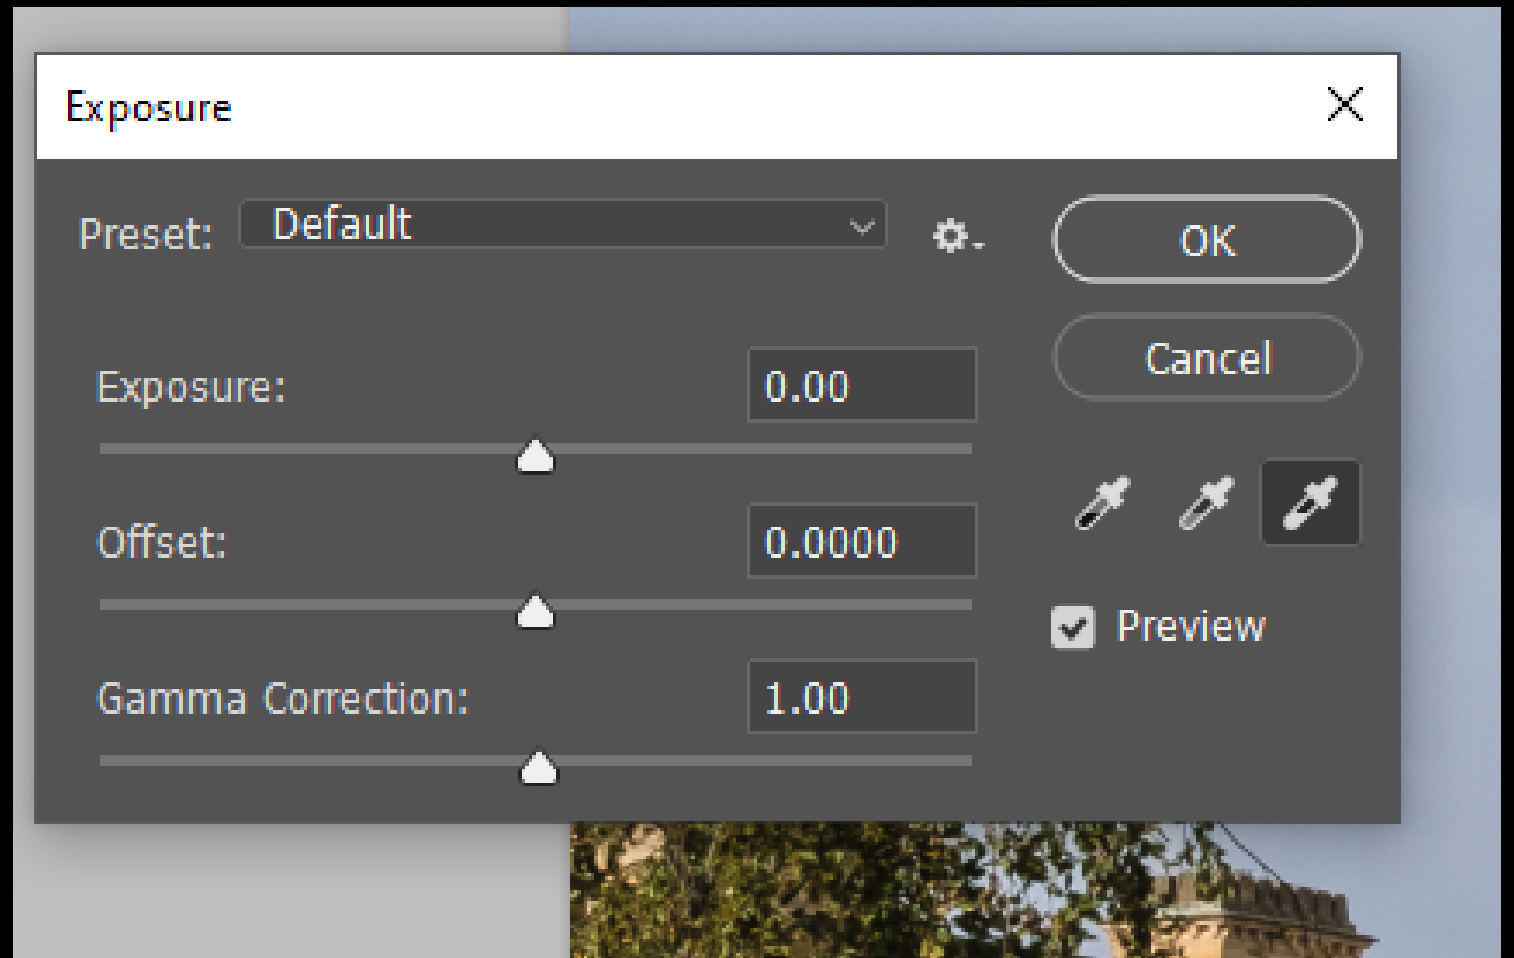 Exposure
Preset: Default
OK
Cancel
Exposure: 0.00
Offset: 0.0000
Preview
Gamma Correction: 1.00